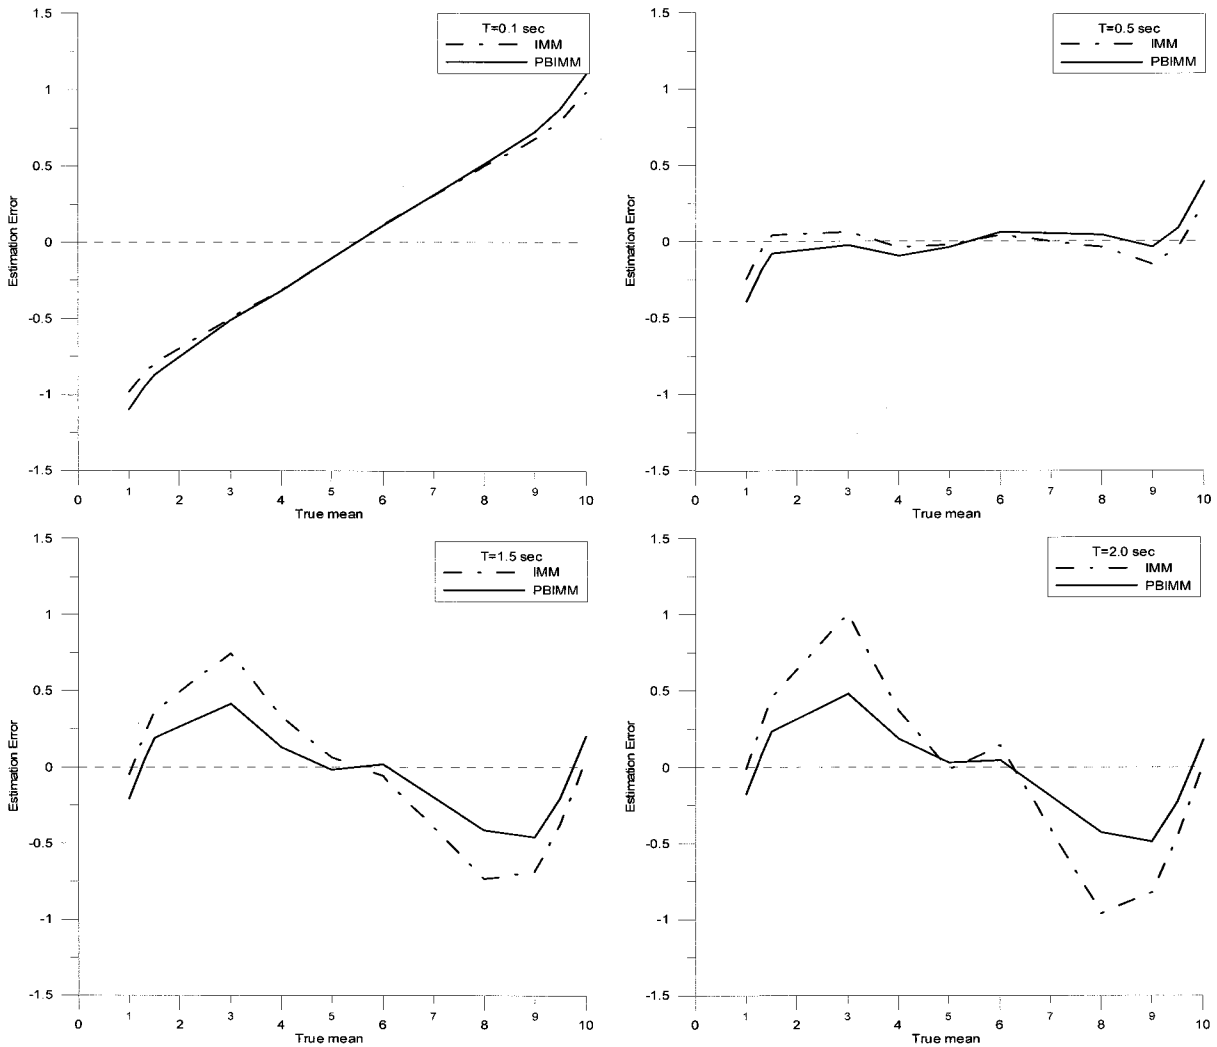 1.5
1
0.5
0
-0.5
-1
-1.5
Estimation Error
T=0.1 sec
IMM
PBIMM
0 1 2 3 4 5 6 7 8 9 10
True mean
1.5
1
0.5
0
-0.5
-1
-1.5
Estimation Error
T=0.5 sec
IMM
PBIMM
0 1 2 3 4 5 6 7 8 9 10
True mean
1.5
1
0.5
0
-0.5
-1
-1.5
Estimation Error
T=1.5 sec
IMM
PBIMM
0 1 2 3 4 5 6 7 8 9 10
True mean
1.5
1
0.5
0
-0.5
-1
-1.5
Estimation Error
T=2.0 sec
IMM
PBIMM
0 1 2 3 4 5 6 7 8 9 10
True mean